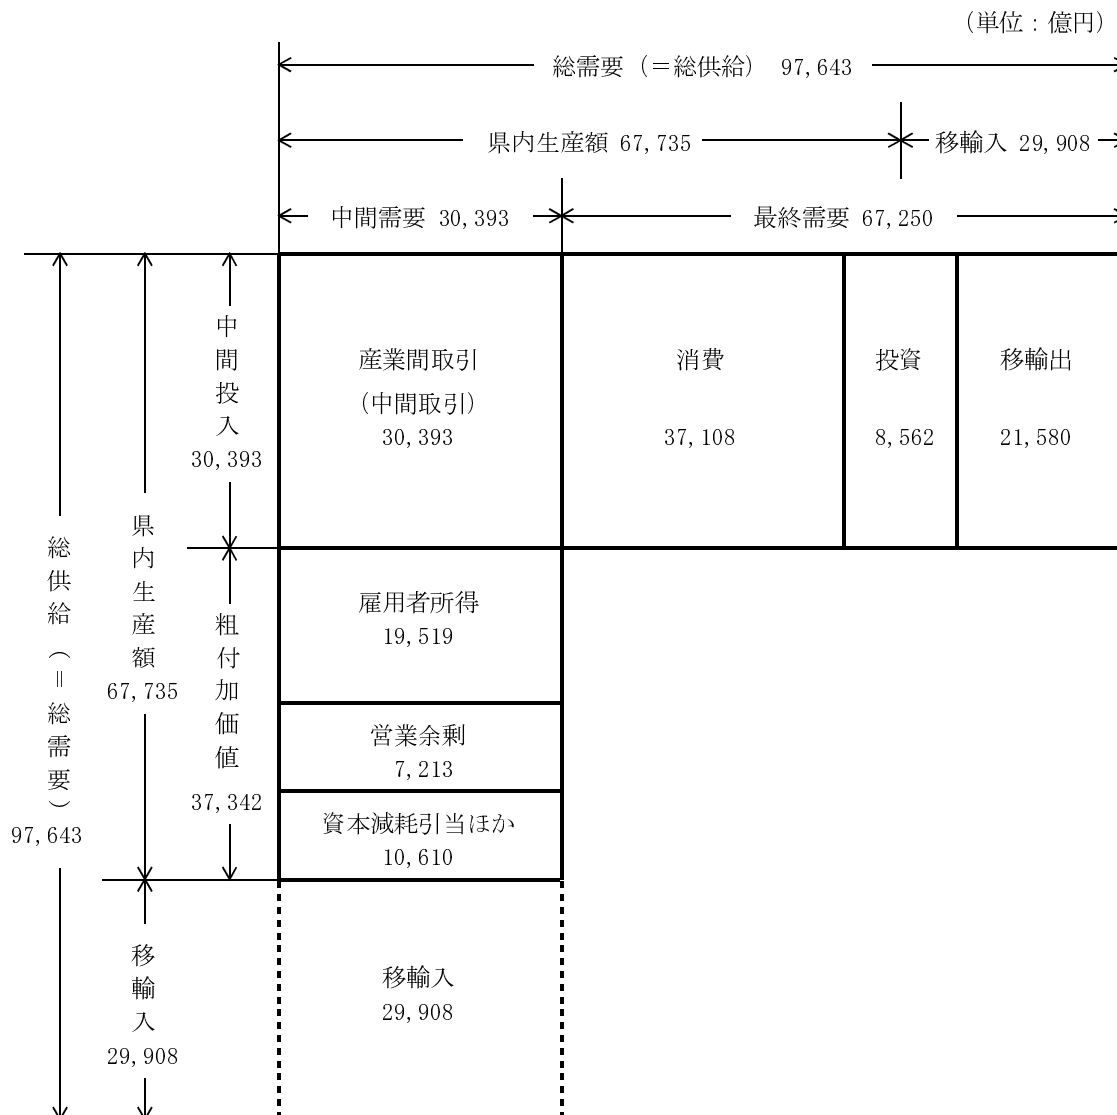 （単位：億円）
総需要（＝総供給） 97,643
県内生産額 67,735
移輸入 29,908
中間需要 30,393
最終需要 67,250
中間投入
30,393
産業間取引
（中間取引）
30,393
消費
37,108
投資
8,562
移輸出
21,580
総供給（＝総需要）
97,643
県内生産額
67,735
粗付加価値
37,342
雇用者所得
19,519
営業余剰
7,213
資本減耗引当ほか
10,610
移輸入
29,908
移輸入
29,908